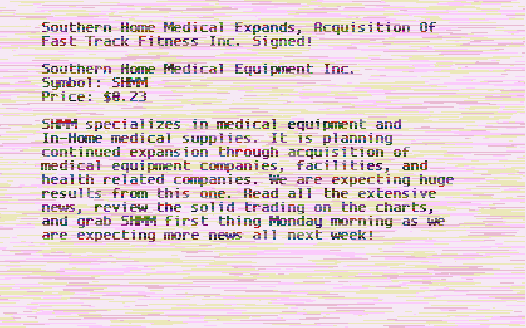 Southern Home Medical Expands, Acquisition Of
Fast Track Fitness Inc. Signed!
Southern Home Medical Equipment Inc.
Symbol: SHMM
Price: $0.23
SHMM specializes in medical equipment and
In-Home medical supplies. It is planning
continued expansion through acquisition of
medical equipment companies, facilities, and
health related companies. We are expecting huge
results from this one. Read all the extensive
news, review the solid trading on the charts,
and grab SHMM first thing Monday morning as we
are expecting more news all next week!